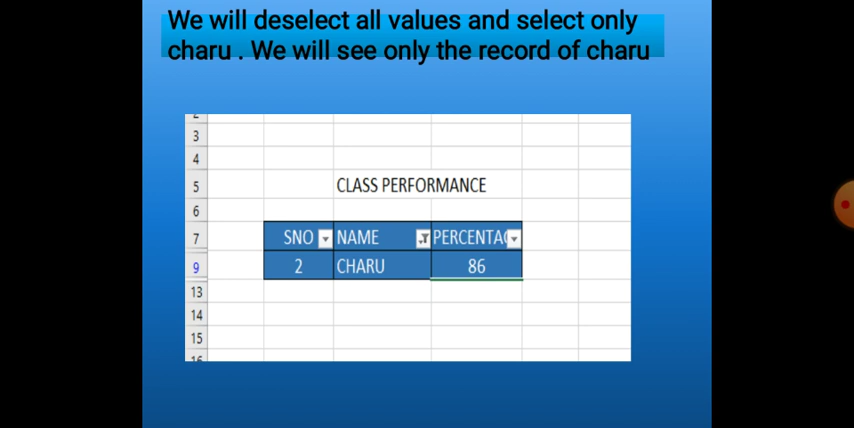 We will deselect all values and select only
charu . We will see only the record of charu
3
4
5 CLASS PERFORMANCE
6
7 SNO NAME PERCENTA
9 2 CHARU 86
13
14
15